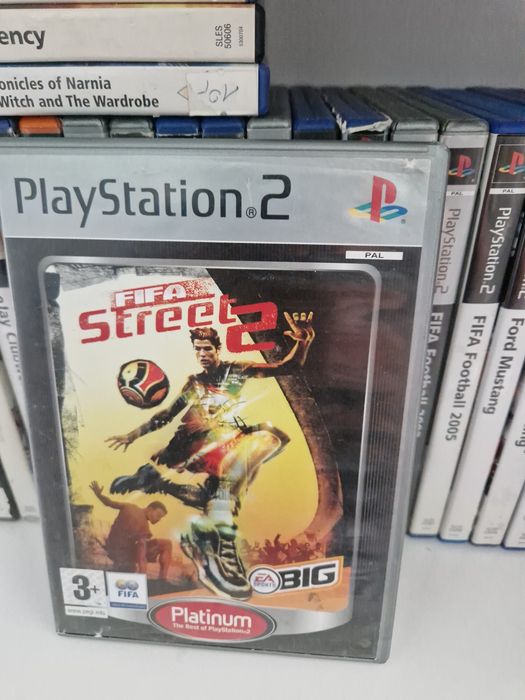 ency
SLES
50606
onicles of Narnia
Witch and The Wardrobe
PlayStation®2
PAL
FIFA
Street 2
3+
www.pegi.info
FIFA
EA
SPORTS
BIG
Platinum
The Best of PlayStation®2
PlayStation®2
PAL
PlayStation®2
FIFA Football 2005
Ford Mustang